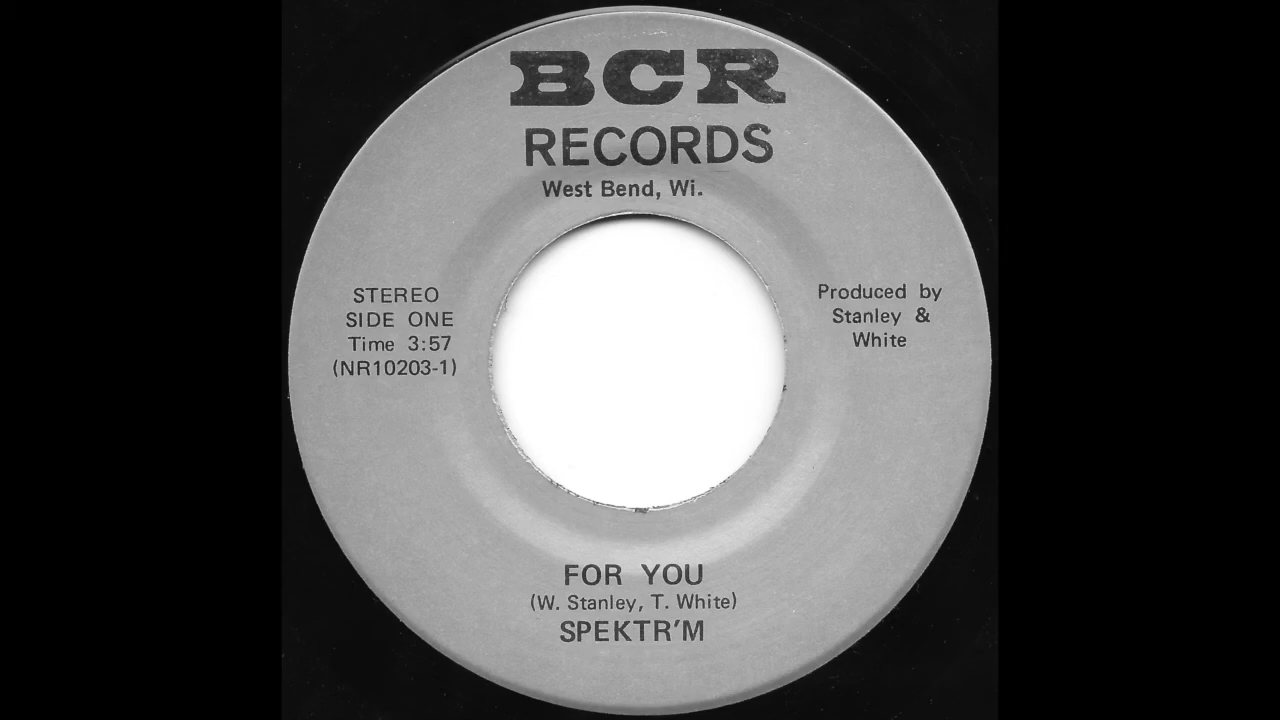 BCR
RECORDS
West Bend, Wi.
STEREO
SIDE ONE
Time 3:57
(NR10203-1)
Produced by
Stanley &
White
FOR YOU
(W. Stanley, T. White)
SPEKTR'M